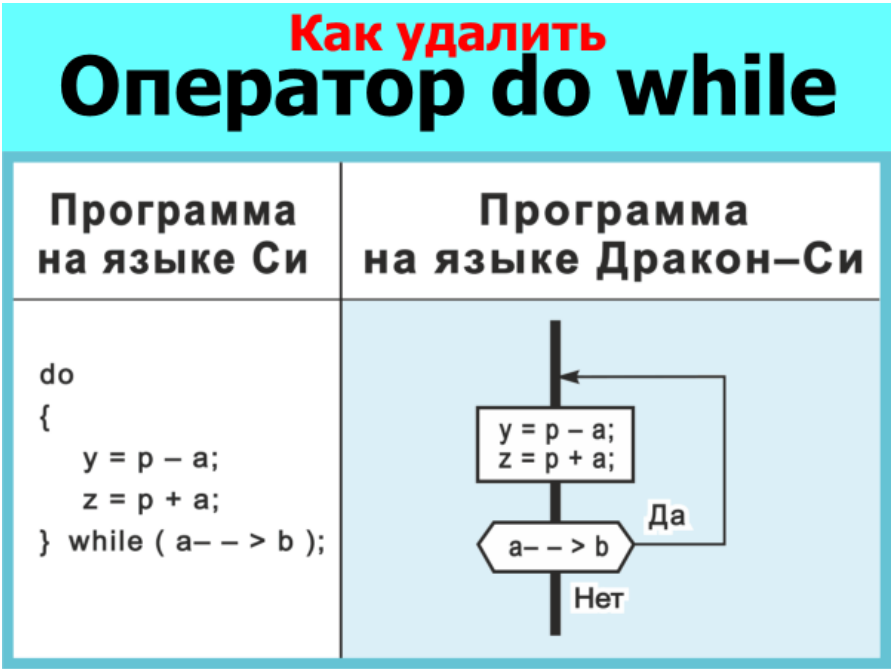 Как удалить
Оператор do while
Программа
на языке Си
Программа
на языке Дракон–Си
do
{
y = p – a;
z = p + a;
} while ( a– – > b );
y = p – a;
z = p + a;
Да
a– – > b
Нет